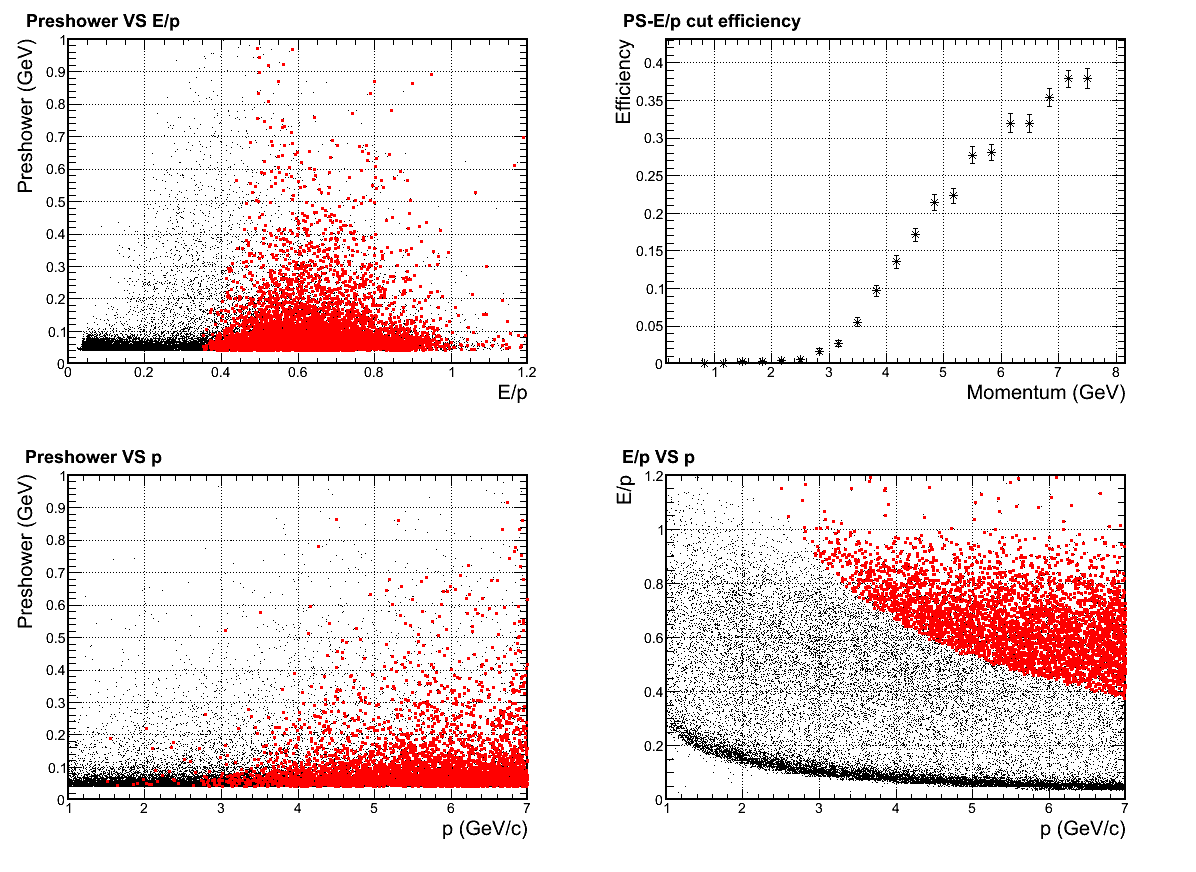 Preshower VS E/p
Preshower (GeV)
1
0.9
0.8
0.7
0.6
0.5
0.4
0.3
0.2
0.1
0
0 0.2 0.4 0.6 0.8 1 1.2
E/p
PS-E/p cut efficiency
Efficiency
0.4
0.35
0.3
0.25
0.2
0.15
0.1
0.05
0
1 2 3 4 5 6 7 8
Momentum (GeV)
Preshower VS p
Preshower (GeV)
1
0.9
0.8
0.7
0.6
0.5
0.4
0.3
0.2
0.1
0
1 2 3 4 5 6 7
p (GeV/c)
E/p VS p
E/p
1.2
1
0.8
0.6
0.4
0.2
0
1 2 3 4 5 6 7
p (GeV/c)